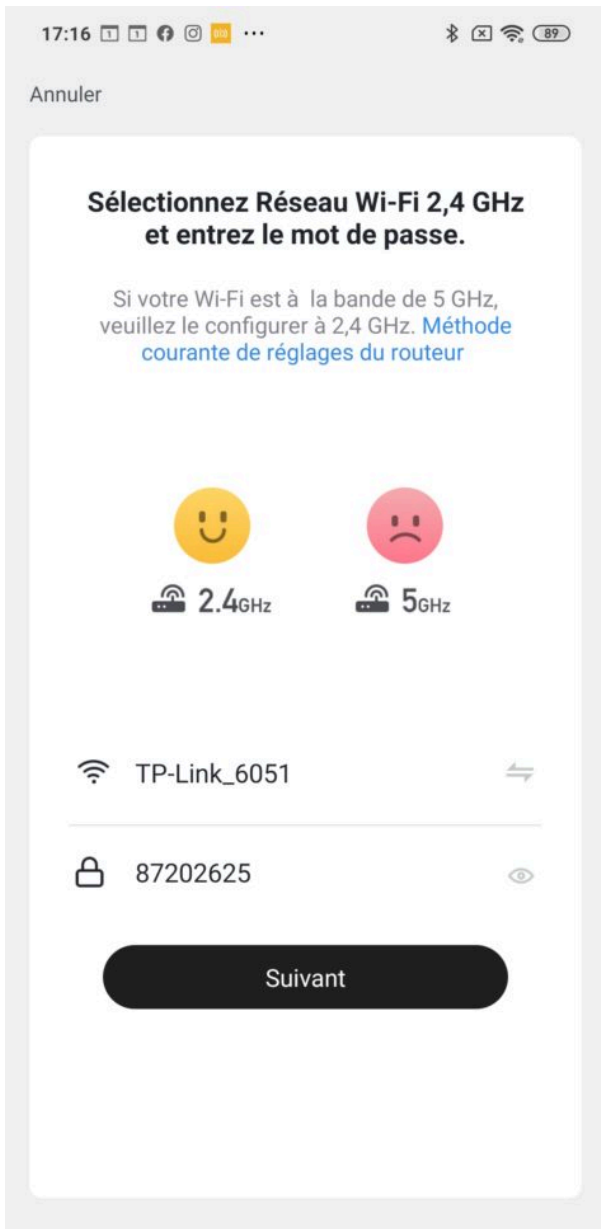 17:16
89
Annuler
Sélectionnez Réseau Wi-Fi 2,4 GHz
et entrez le mot de passe.
Si votre Wi-Fi est à  la bande de 5 GHz,
veuillez le configurer à 2,4 GHz. Méthode
courante de réglages du routeur
2.4GHz
5GHz
TP-Link_6051
87202625
Suivant